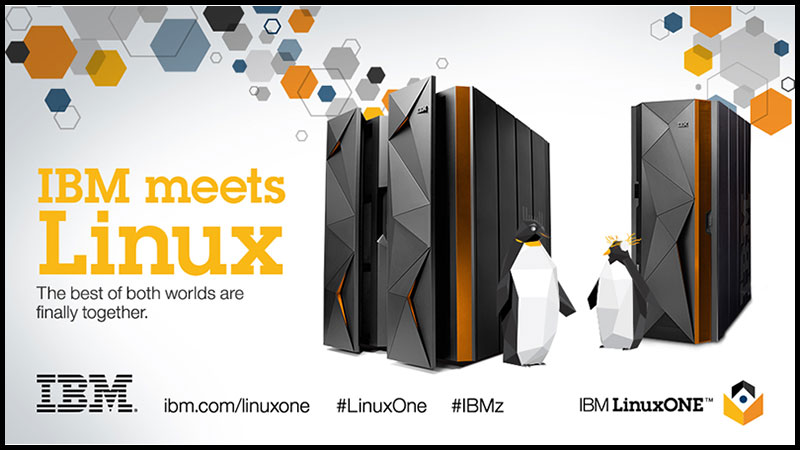 IBM meets
Linux
The best of both worlds are
finally together.
IBM®
ibm.com/linuxone #LinuxOne #IBMz
IBM LinuxONE™